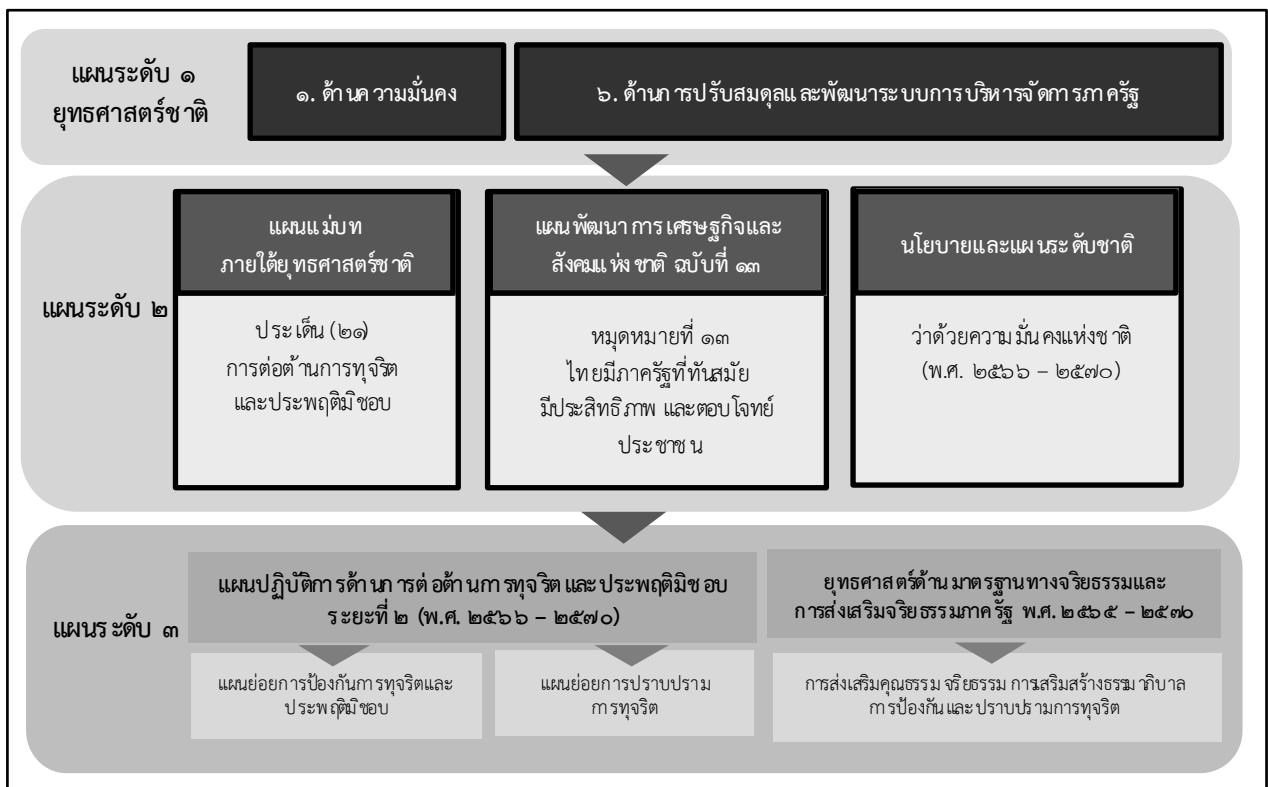 แผนระดับ ๑
ยุทธศาสตร์ชาติ
๑. ด้านความมั่นคง
๖. ด้านการปรับสมดุลและพัฒนาระบบการบริหารจัดการภาครัฐ
แผนระดับ ๒
แผนแม่บท
ภายใต้ยุทธศาสตร์ชาติ
ประเด็น (๒๑)
การต่อต้านการทุจริต
และประพฤติมิชอบ
แผนพัฒนาการเศรษฐกิจและ
สังคมแห่งชาติ ฉบับที่ ๑๓
หมุดหมายที่ ๑๓
ไทยมีภาครัฐที่ทันสมัย
มีประสิทธิภาพ และตอบโจทย์
ประชาชน
นโยบายและแผนระดับชาติ
ว่าด้วยความมั่นคงแห่งชาติ
(พ.ศ. ๒๕๖๖ – ๒๕๗๐)
แผนระดับ ๓
แผนปฏิบัติการด้านการต่อต้านการทุจริตและประพฤติมิชอบ
ระยะที่ ๒ (พ.ศ. ๒๕๖๖ – ๒๕๗๐)
แผนย่อยการป้องกันการทุจริตและ
ประพฤติมิชอบ
แผนย่อยการปราบปราม
การทุจริต
ยุทธศาสตร์ด้านมาตรฐานทางจริยธรรมและ
การส่งเสริมจริยธรรมภาครัฐ พ.ศ. ๒๕๖๕ – ๒๕๗๐
การส่งเสริมคุณธรรม จริยธรรม การเสริมสร้างธรรมาภิบาล
การป้องกันและปราบปรามการทุจริต